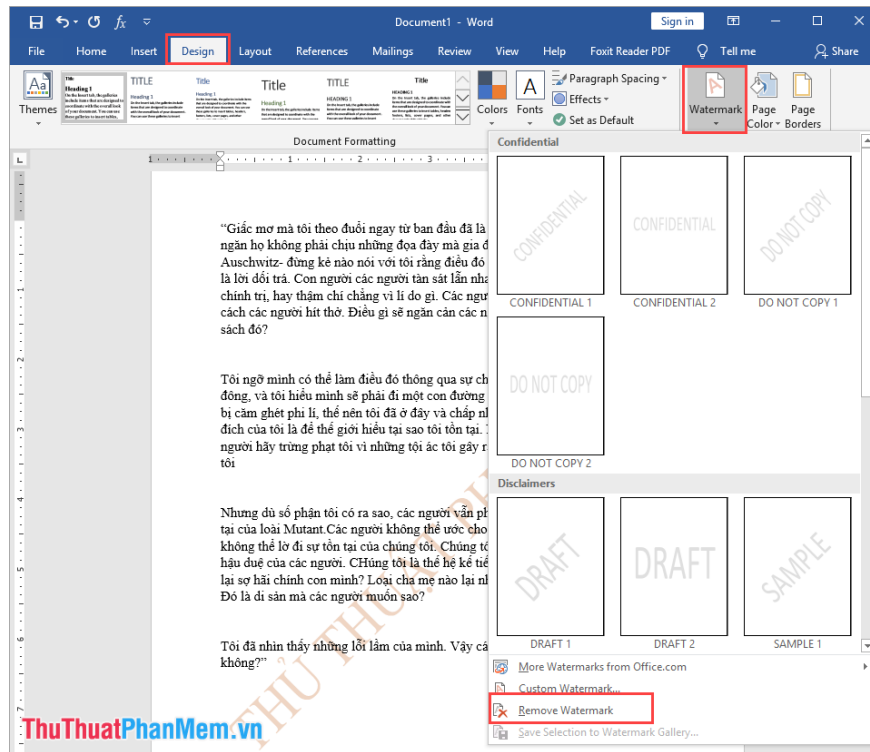 Document1 - Word
Sign in
File Home Insert Design Layout References Mailings Review View Help Foxit Reader PDF Tell me Share
Themes
Title
Heading 1
TITLE
Heading 1
Title
Heading 1
Title
Heading 1
TITLE
HEADING 1
Title
HEADING 1
Colors
Fonts
Paragraph Spacing
Effects
Set as Default
Watermark
Page Color
Page Borders
Document Formatting
Confidential
CONFIDENTIAL
CONFIDENTIAL
DO NOT COPY
CONFIDENTIAL 1
CONFIDENTIAL 2
DO NOT COPY 1
DO NOT COPY
DO NOT COPY 2
Disclaimers
DRAFT
DRAFT
SAMPLE
DRAFT 1
DRAFT 2
SAMPLE 1
More Watermarks from Office.com
Custom Watermark...
Remove Watermark
Save Selection to Watermark Gallery...
“Giấc mơ mà tôi theo đuổi ngay từ ban đầu đã là
ngăn họ không phải chịu những đọa đày mà gia đ
Auschwitz- đừng kẻ nào nói với tôi rằng điều đó
là lời dối trá. Con người các người tàn sát lẫn nha
chính trị, hay thậm chí chẳng vì lí do gì. Các ngư
cách các người hít thở. Điều gì sẽ ngăn cản các n
sách đó?
Tôi ngỡ mình có thể làm điều đó thông qua sự ch
đông, và tôi hiểu mình sẽ phải đi một con đường
bị căm ghét phi lí, thế nên tôi đã ở đây và chấp nh
đích của tôi là để thế giới hiểu tại sao tôi tồn tại.
người hãy trừng phạt tôi vì những tội ác tôi gây r
tôi
Nhưng dù số phận tôi có ra sao, các người vẫn ph
tại của loài Mutant.Các người không thể ước cho
không thể lờ đi sự tồn tại của chúng tôi. Chúng tô
hậu duệ của các người. CHúng tôi là thế hệ kế tiế
lại sợ hãi chính con mình? Loại cha mẹ nào lại nh
Đó là di sản mà các người muốn sao?
Tôi đã nhìn thấy những lỗi lầm của mình. Vậy cá
không?”
THỦ THUẬT PH
ThuThuatPhanMem.vn